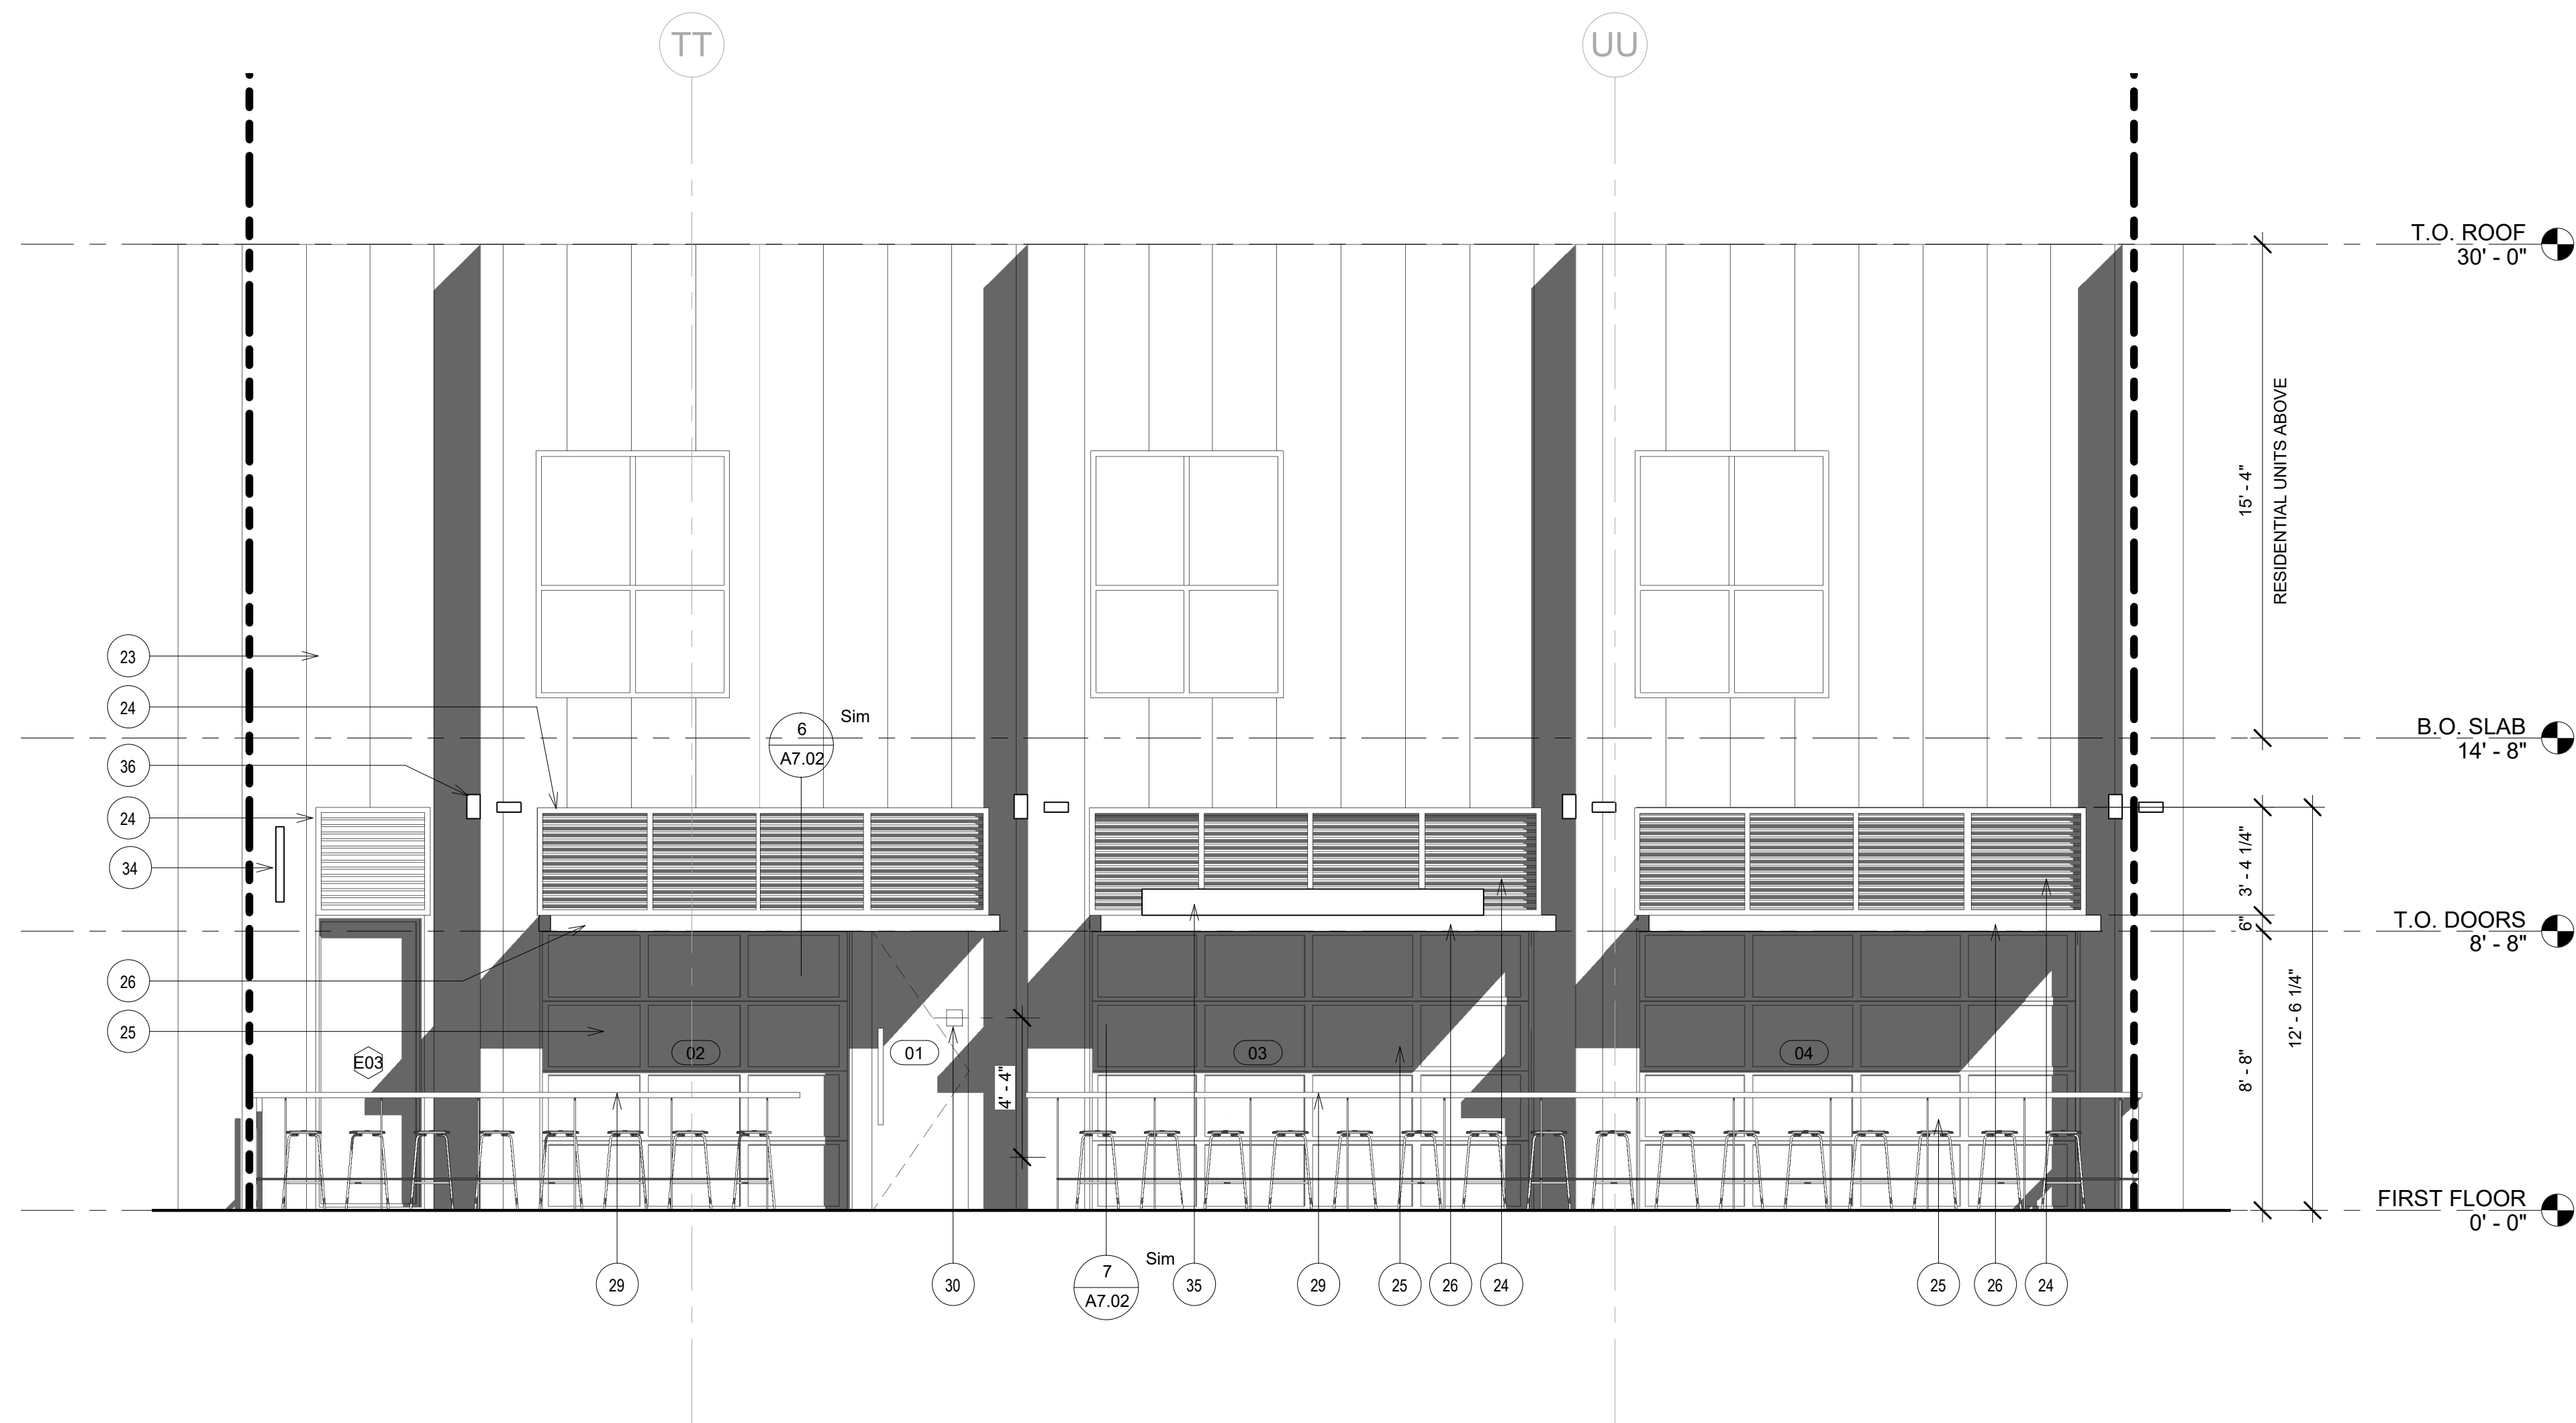 TT
UU
T.O. ROOF
30' - 0"
RESIDENTIAL UNITS ABOVE
15' - 4"
23
24
6
A7.02
Sim
B.O. SLAB
14' - 8"
36
24
34
3' - 4 1/4"
6"
T.O. DOORS
8' - 8"
26
25
12' - 6 1/4"
E03
02
01
03
04
4' - 4"
8' - 8"
FIRST FLOOR
0' - 0"
29
30
7
A7.02
Sim
35
29
25
26
24
25
26
24